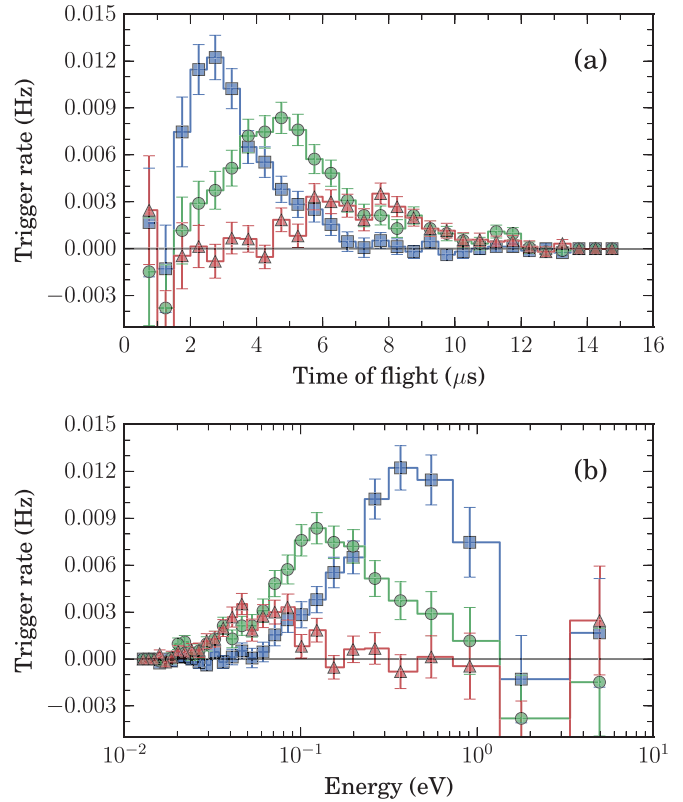 0.015
0.012
0.009
0.006
0.003
0.000
−0.003
Trigger rate (Hz)
(a)
0 2 4 6 8 10 12 14 16
Time of flight (μs)
0.015
0.012
0.009
0.006
0.003
0.000
−0.003
Trigger rate (Hz)
(b)
10⁻² 10⁻¹ 10⁰ 10¹
Energy (eV)